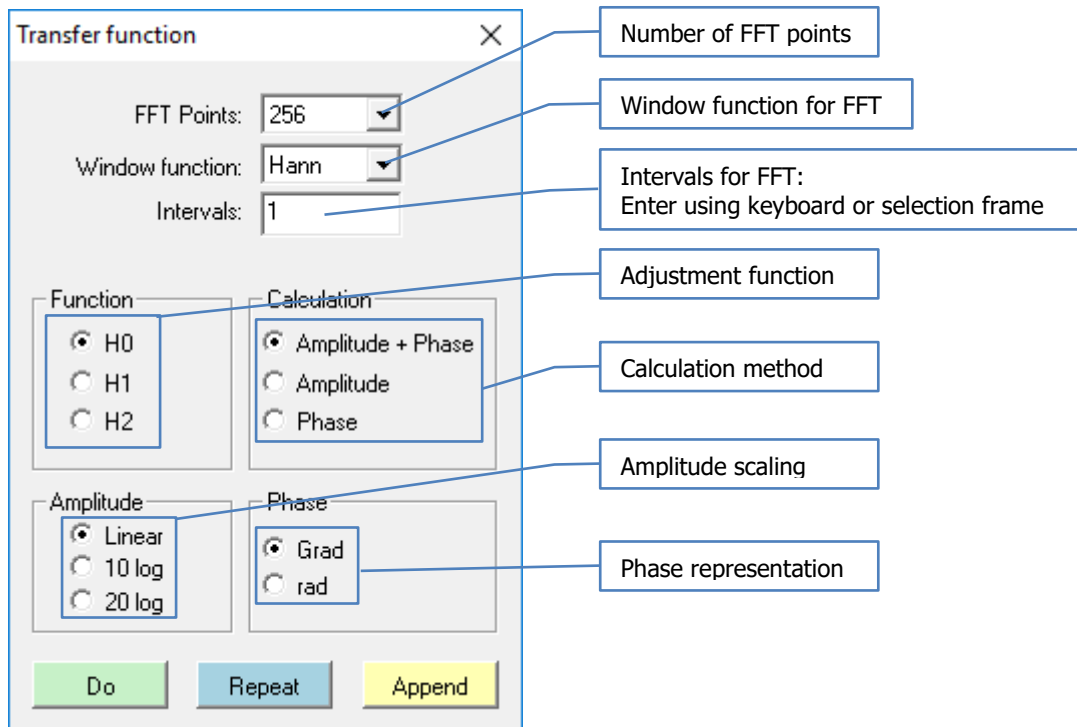 Transfer function
FFT Points:
256
Window function:
Hann
Intervals:
1
Function
H0
H1
H2
Calculation
Amplitude + Phase
Amplitude
Phase
Amplitude
Linear
10 log
20 log
Phase
Grad
rad
Do
Repeat
Append
Number of FFT points
Window function for FFT
Intervals for FFT:
Enter using keyboard or selection frame
Adjustment function
Calculation method
Amplitude scaling
Phase representation